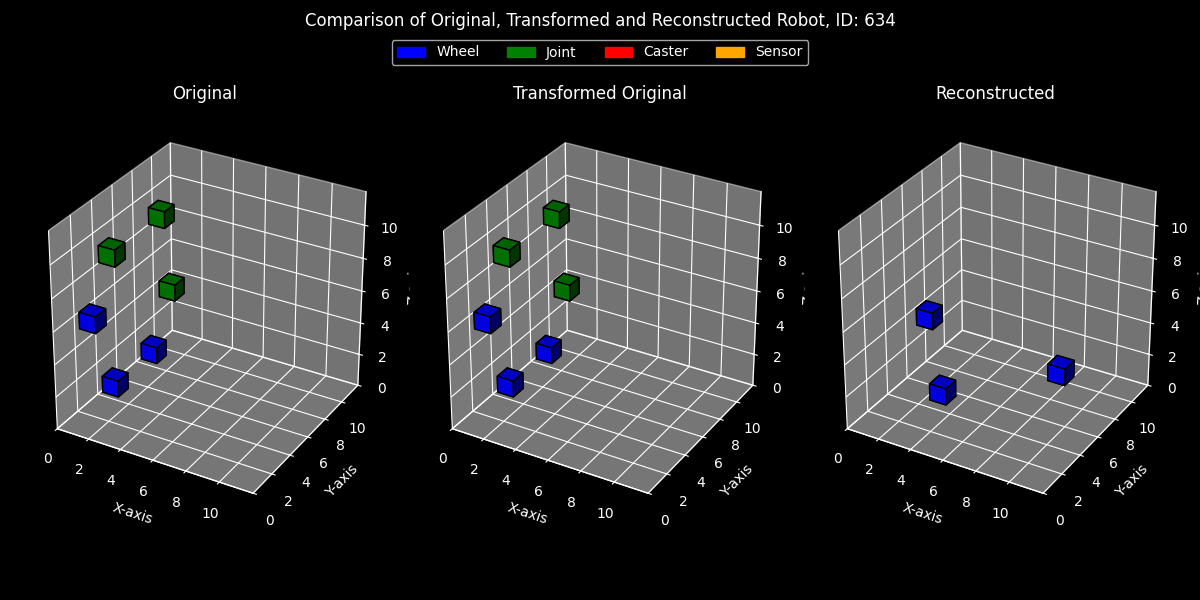 Comparison of Original, Transformed and Reconstructed Robot, ID: 634
Wheel Joint Caster Sensor
Original Transformed Original Reconstructed
10 10 10
8 8 8
6 6 6
4 4 4
2 2 2
0 0 0
0 2 4 6 8 10 0 2 4 6 8 10 0 2 4 6 8 10
0 2 4 6 8 10 0 2 4 6 8 10 0 2 4 6 8 10
X-axis Y-axis X-axis Y-axis X-axis Y-axis